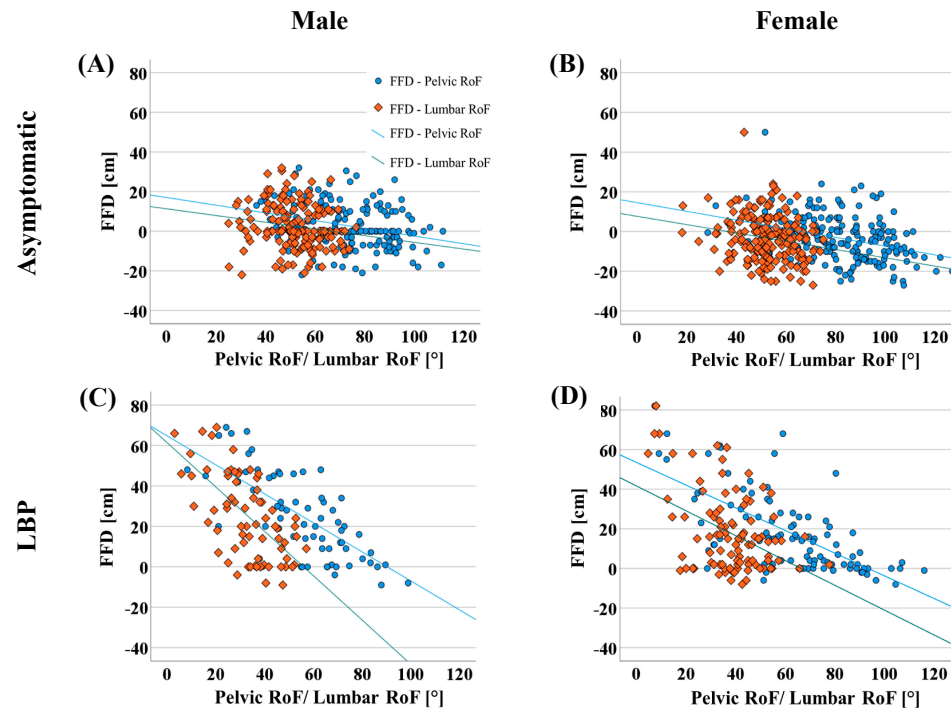 Male
Female
Asymptomatic
LBP
(A)
FFD - Pelvic RoF
FFD - Lumbar RoF
FFD - Pelvic RoF
FFD - Lumbar RoF
80
60
40
20
0
-20
-40
FFD [cm]
0 20 40 60 80 100 120
Pelvic RoF/ Lumbar RoF [°]
(B)
80
60
40
20
0
-20
-40
FFD [cm]
0 20 40 60 80 100 120
Pelvic RoF/ Lumbar RoF [°]
(C)
80
60
40
20
0
-20
-40
FFD [cm]
0 20 40 60 80 100 120
Pelvic RoF/ Lumbar RoF [°]
(D)
80
60
40
20
0
-20
-40
FFD [cm]
0 20 40 60 80 100 120
Pelvic RoF/ Lumbar RoF [°]